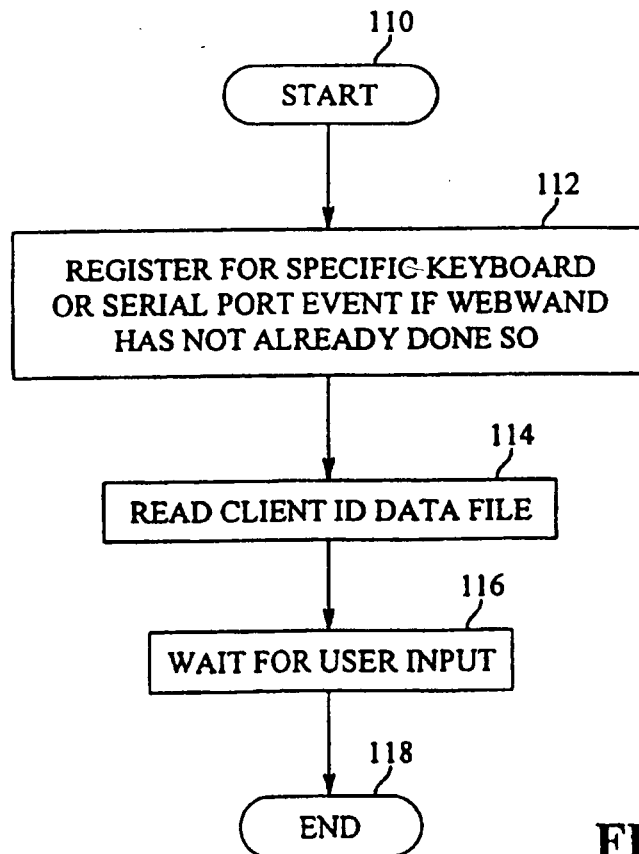 110
START
112
REGISTER FOR SPECIFIC KEYBOARD
OR SERIAL PORT EVENT IF WEBWAND
HAS NOT ALREADY DONE SO
114
READ CLIENT ID DATA FILE
116
WAIT FOR USER INPUT
118
END